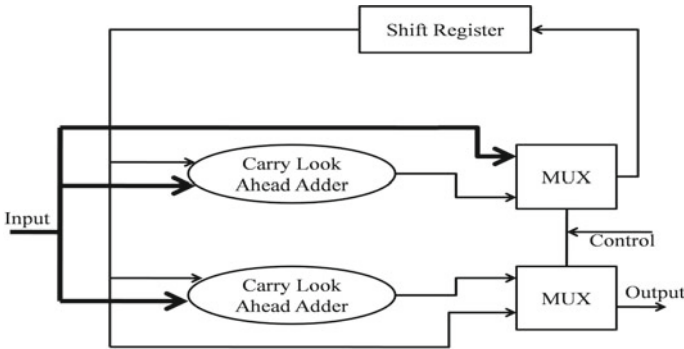 Shift Register
Carry Look
Ahead Adder
MUX
Input
Control
Carry Look
Ahead Adder
MUX
Output